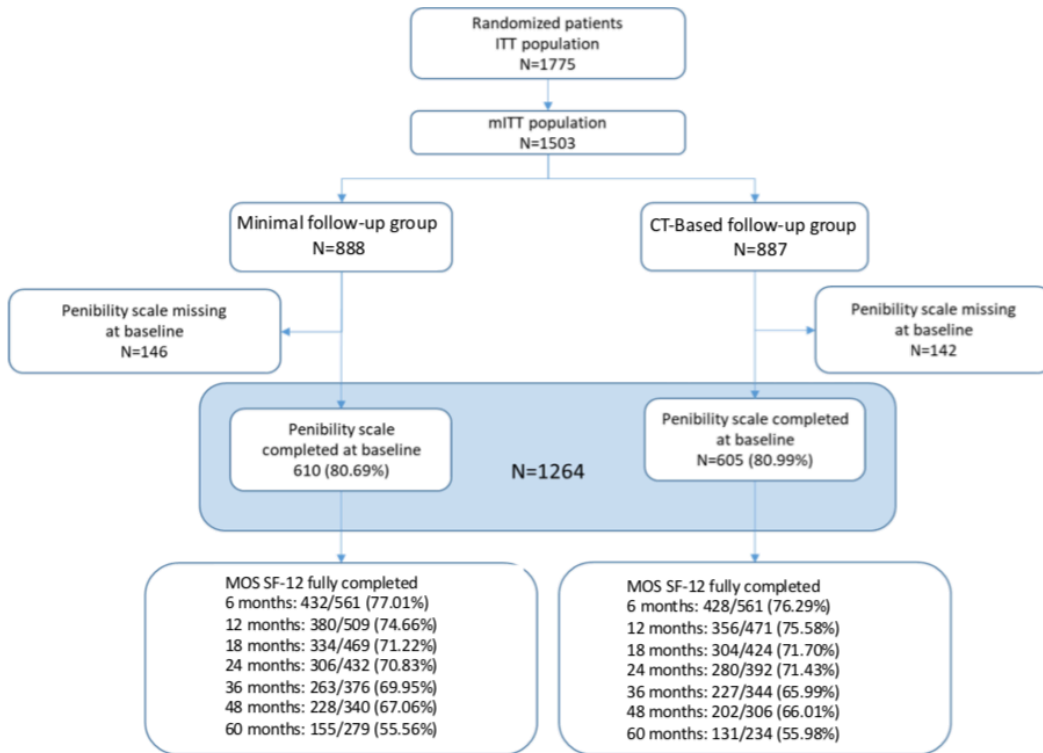 Randomized patients
ITT population
N=1775
mITT population
N=1503
Minimal follow-up group
N=888
CT-Based follow-up group
N=887
Penibility scale missing
at baseline
N=146
Penibility scale missing
at baseline
N=142
Penibility scale
completed at baseline
610 (80.69%)
N=1264
Penibility scale completed
at baseline
N=605 (80.99%)
MOS SF-12 fully completed
6 months: 432/561 (77.01%)
12 months: 380/509 (74.66%)
18 months: 334/469 (71.22%)
24 months: 306/432 (70.83%)
36 months: 263/376 (69.95%)
48 months: 228/340 (67.06%)
60 months: 155/279 (55.56%)
MOS SF-12 fully completed
6 months: 428/561 (76.29%)
12 months: 356/471 (75.58%)
18 months: 304/424 (71.70%)
24 months: 280/392 (71.43%)
36 months: 227/344 (65.99%)
48 months: 202/306 (66.01%)
60 months: 131/234 (55.98%)